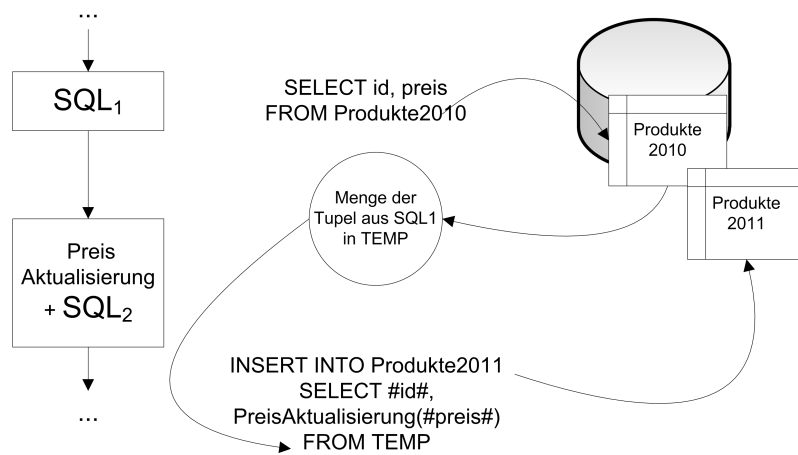 ...
SQL1
Preis
Aktualisierung
+ SQL2
...
SELECT id, preis
FROM Produkte2010
Produkte
2010
Produkte
2011
Menge der
Tupel aus SQL1
in TEMP
INSERT INTO Produkte2011
SELECT #id#,
PreisAktualisierung(#preis#)
FROM TEMP